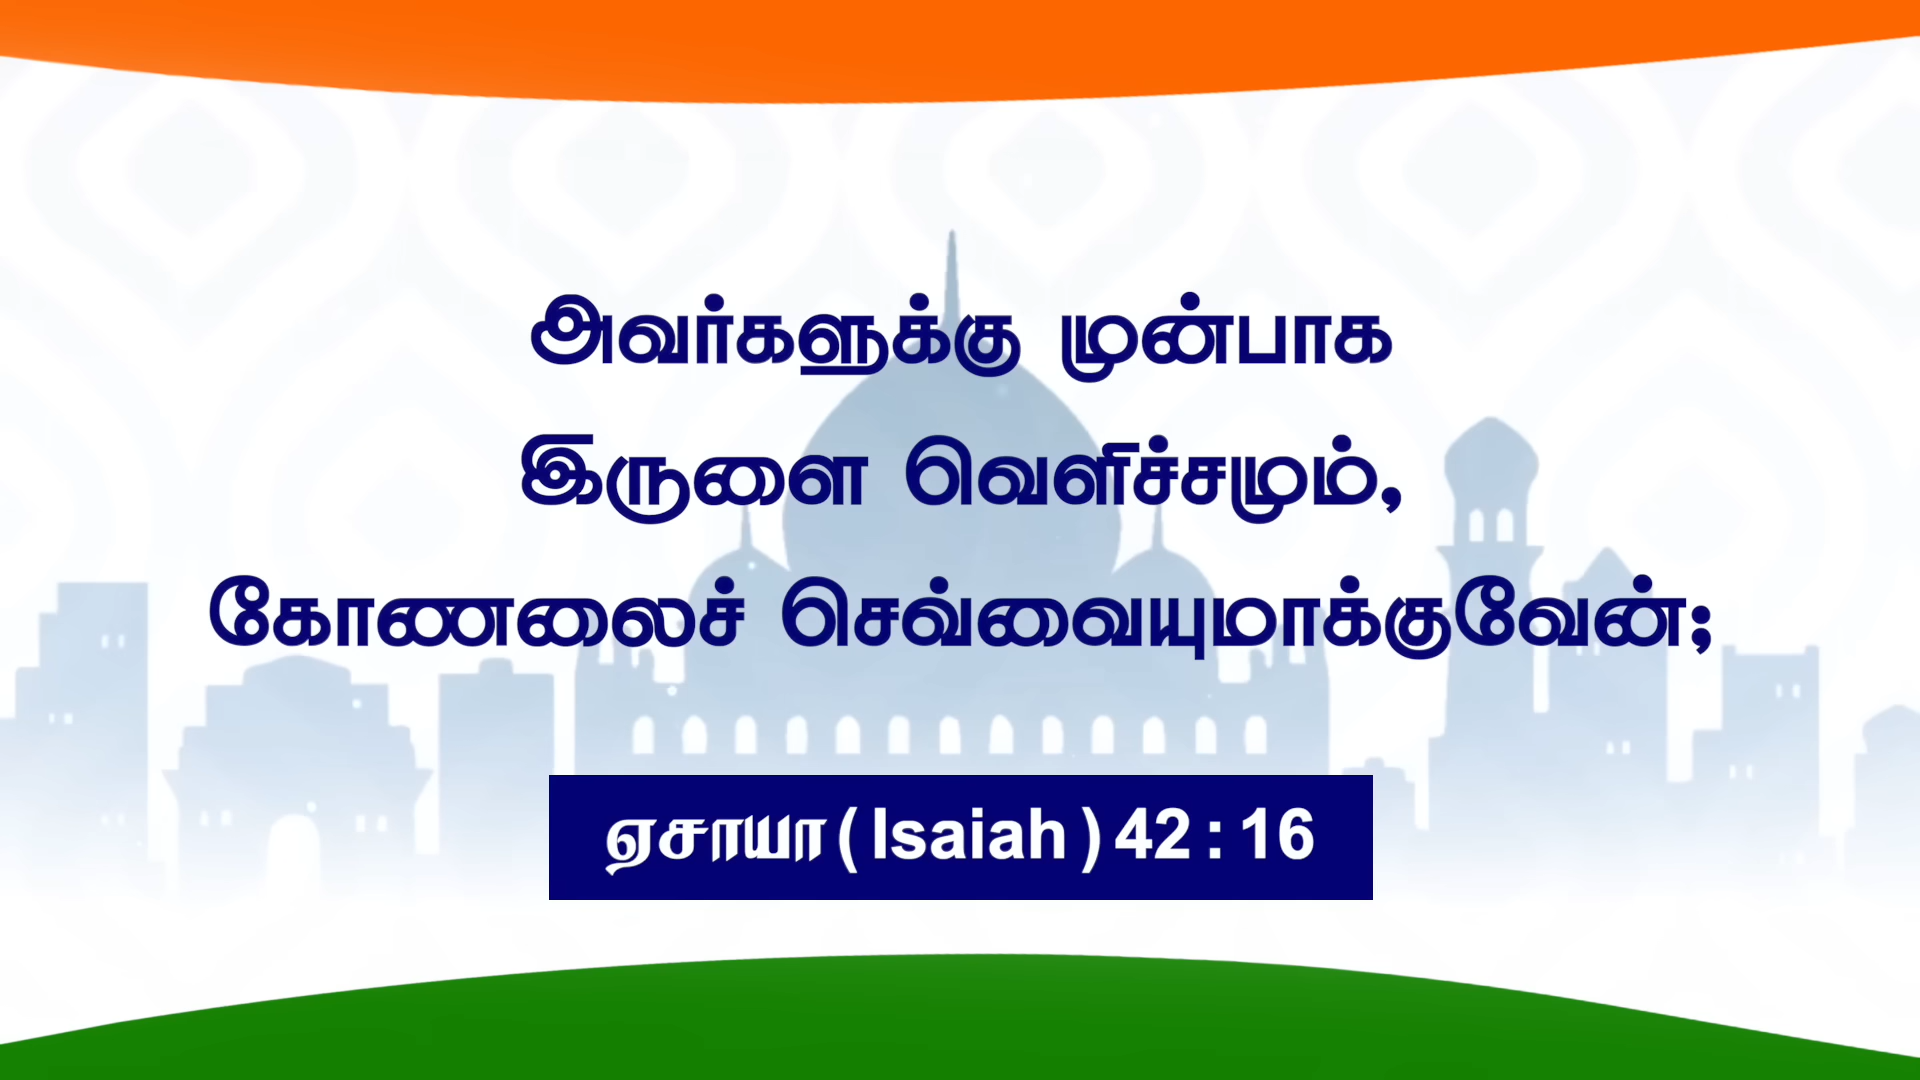 அவர்களுக்கு முன்பாக
இருளை வெளிச்சமும்,
கோணலைச் செவ்வையுமாக்குவேன்;
ஏசாயா ( Isaiah ) 42 : 16